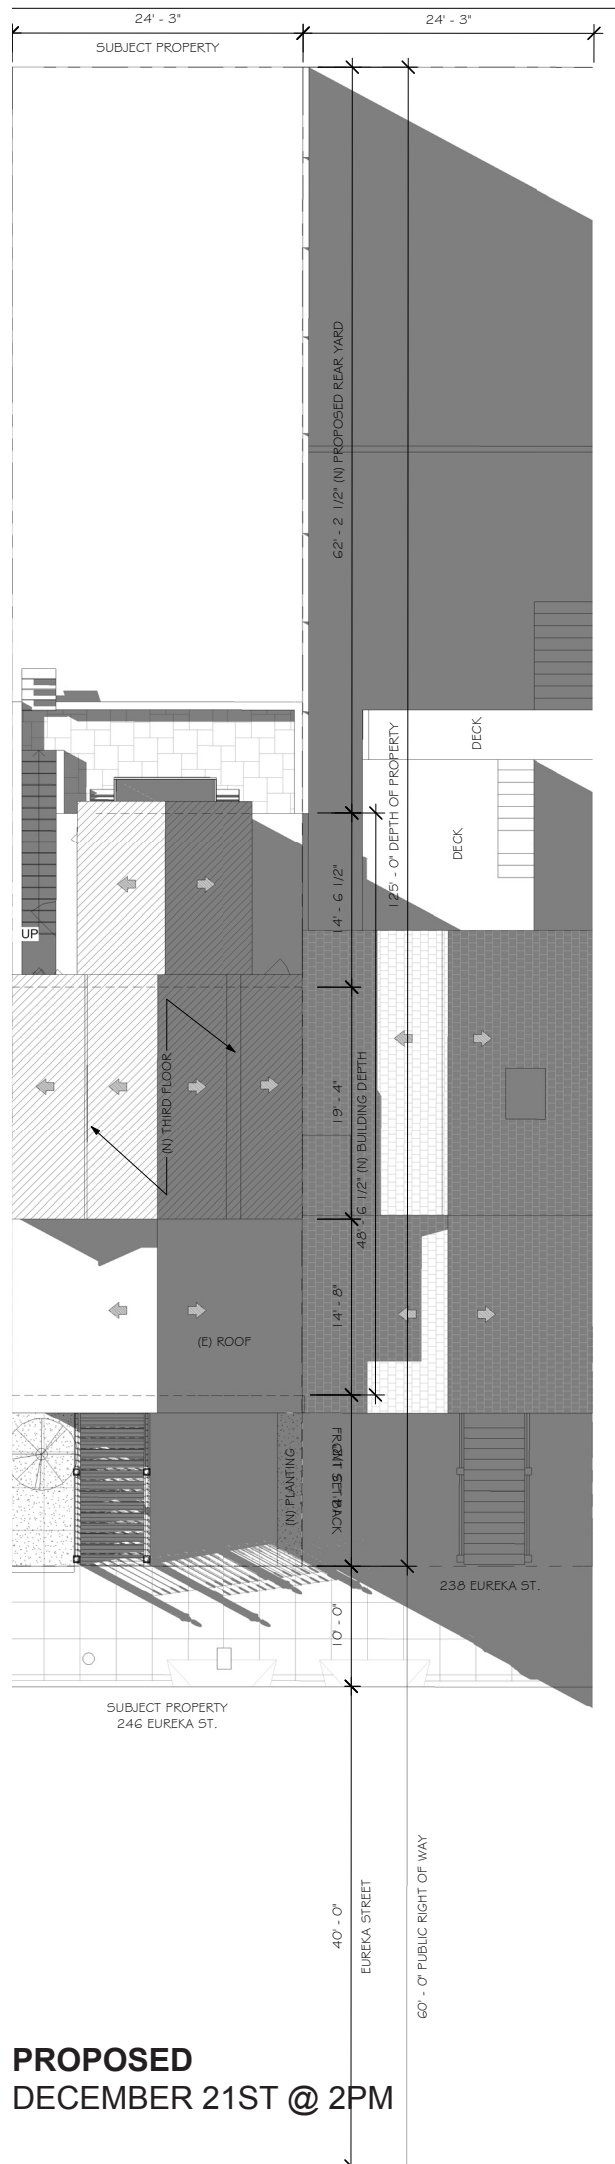 24' - 3"
24' - 3"
SUBJECT PROPERTY
62' - 2 1/2" (N) PROPOSED REAR YARD
125' - 0" DEPTH OF PROPERTY
DECK
DECK
14' - 6 1/2"
UP
(N) THIRD FLOOR
19' - 4"
48' - 6 1/2" (N) BUILDING DEPTH
14' - 8"
(E) ROOF
(N) PLANTING
FRONT SETBACK
10' - 0"
238 EUREKA ST.
SUBJECT PROPERTY
246 EUREKA ST.
40' - 0"
EUREKA STREET
60' - 0" PUBLIC RIGHT OF WAY
PROPOSED
DECEMBER 21ST @ 2PM